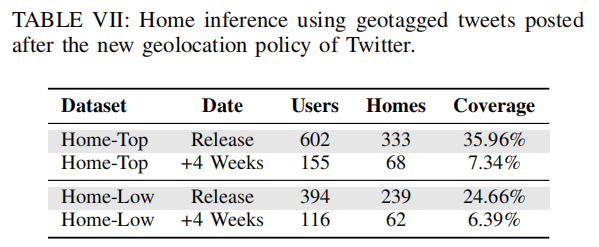 TABLE VII: Home inference using geotagged tweets posted
after the new geolocation policy of Twitter.
Dataset Date Users Homes Coverage
Home-Top Release 602 333 35.96%
Home-Top +4 Weeks 155 68 7.34%
Home-Low Release 394 239 24.66%
Home-Low +4 Weeks 116 62 6.39%